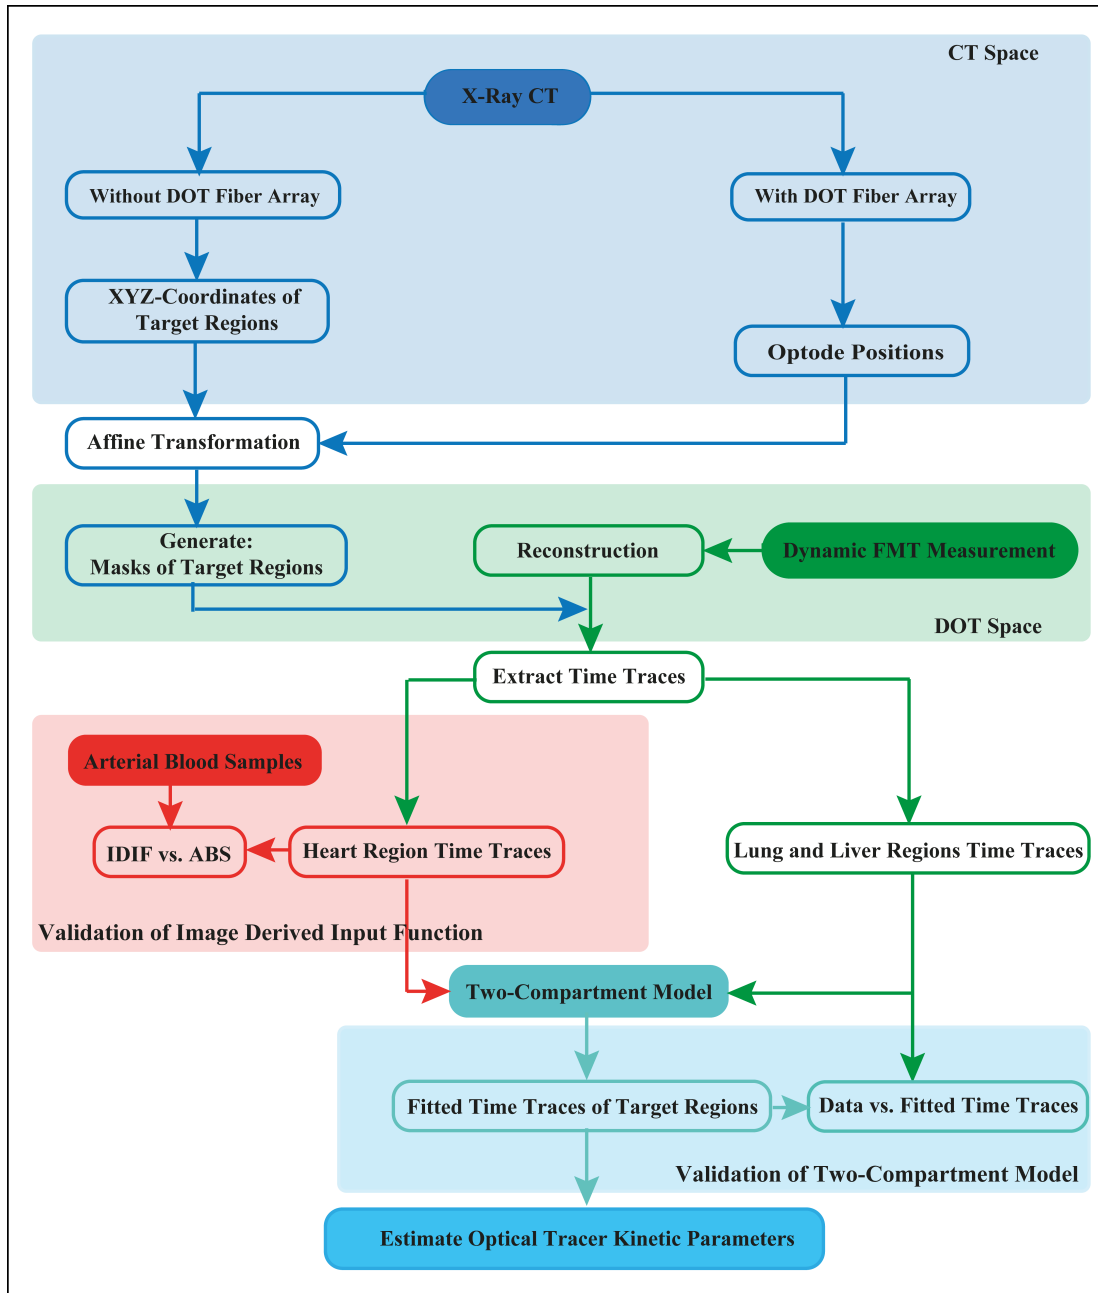 CT Space
X-Ray CT
Without DOT Fiber Array
With DOT Fiber Array
XYZ-Coordinates of
Target Regions
Optode Positions
Affine Transformation
Generate:
Masks of Target Regions
Reconstruction
Dynamic FMT Measurement
DOT Space
Extract Time Traces
Arterial Blood Samples
IDIF vs. ABS
Heart Region Time Traces
Lung and Liver Regions Time Traces
Validation of Image Derived Input Function
Two-Compartment Model
Fitted Time Traces of Target Regions
Data vs. Fitted Time Traces
Validation of Two-Compartment Model
Estimate Optical Tracer Kinetic Parameters